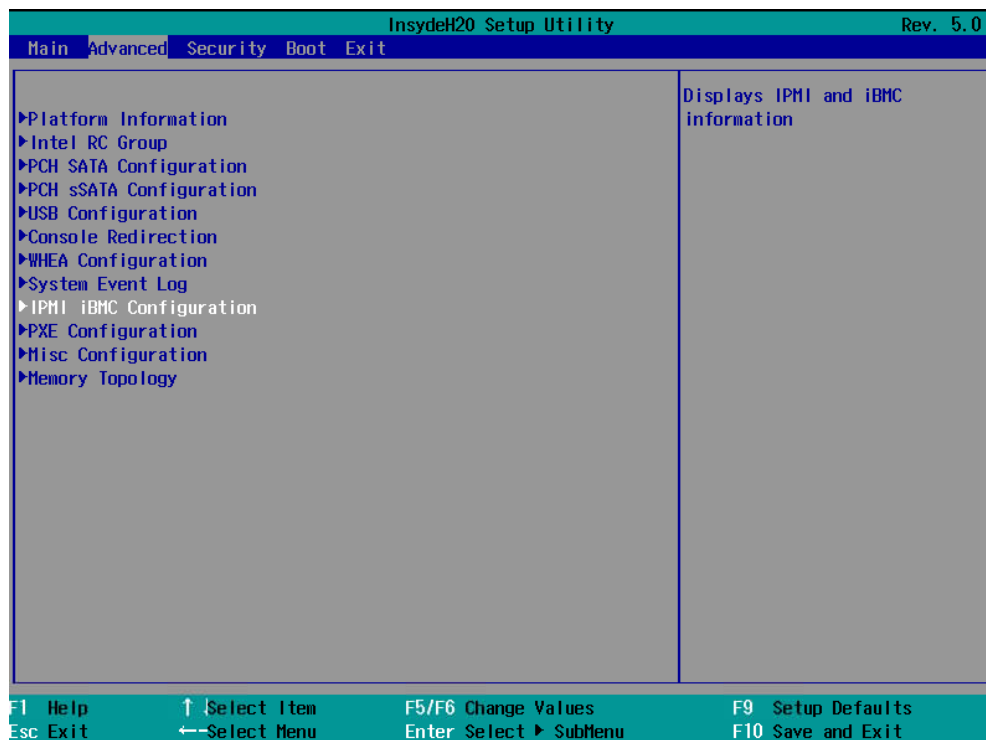 InsydeH20 Setup Utility Rev. 5.0
Main Advanced Security Boot Exit
▶Platform Information
▶Intel RC Group
▶PCH SATA Configuration
▶PCH sSATA Configuration
▶USB Configuration
▶Console Redirection
▶WHEA Configuration
▶System Event Log
▶IPMI iBMC Configuration
▶PXE Configuration
▶Misc Configuration
▶Memory Topology
Displays IPMI and iBMC
information
F1 Help ↑↓Select Item F5/F6 Change Values F9 Setup Defaults
Esc Exit ←→Select Menu Enter Select ▶ SubMenu F10 Save and Exit